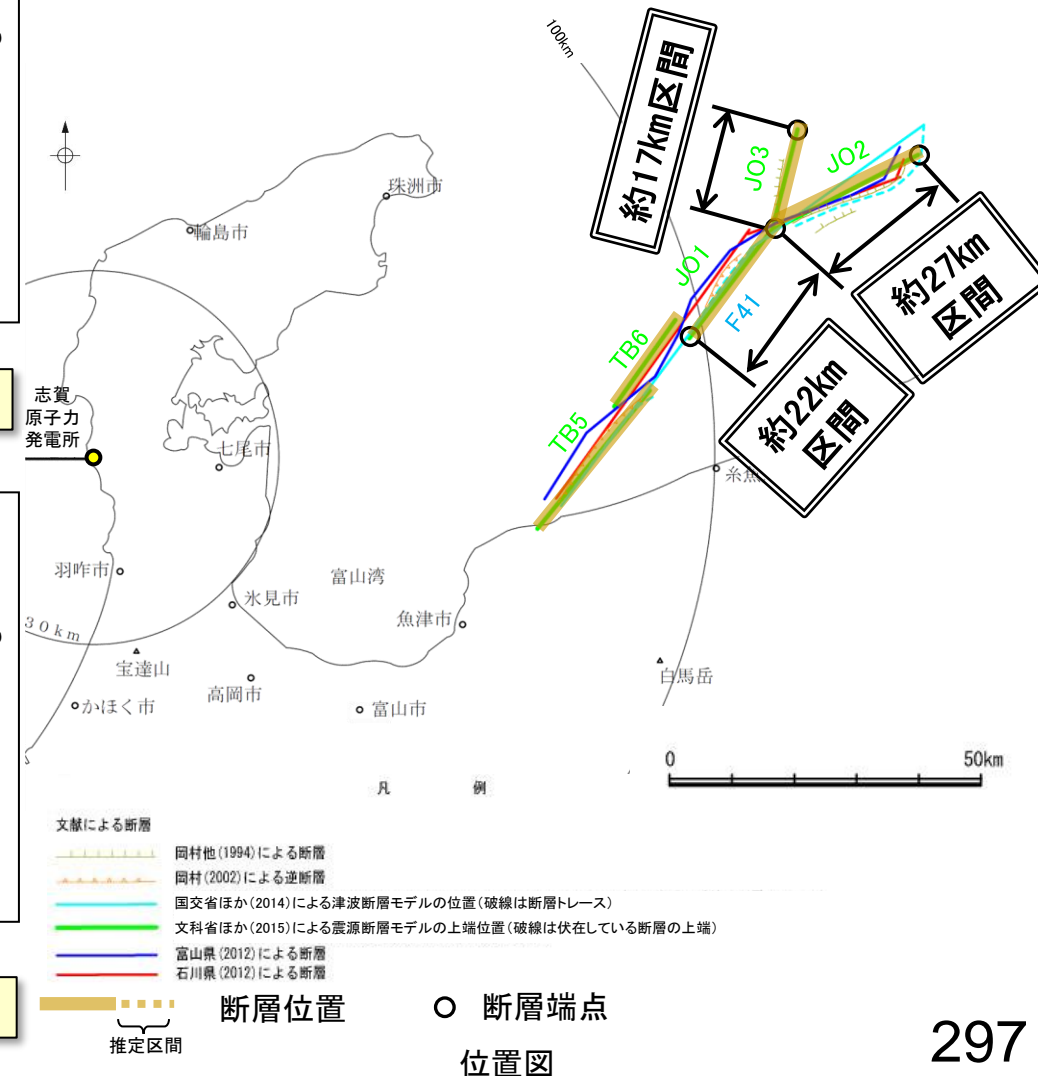 100km
約17km区間
JO3
JO2
珠洲市
輪島市
約27km
区間
JO1
F41
TB6
約22km
区間
志賀
原子力
発電所
TB5
七尾市
糸魚
羽咋市
富山湾
氷見市
魚津市
30km
宝達山
白馬岳
高岡市
かほく市
富山市
0
50km
凡 例
文献による断層
岡村他(1994)による断層
岡村(2002)による逆断層
国交省ほか(2014)による津波断層モデルの位置(破線は断層トレース)
文科省ほか(2015)による震源断層モデルの上端位置(破線は伏在している断層の上端)
富山県(2012)による断層
石川県(2012)による断層
断層位置
断層端点
推定区間
位置図
297